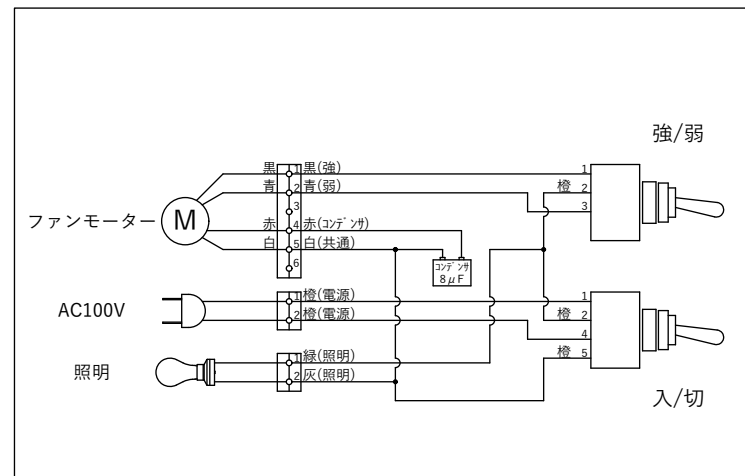 強/弱
黒 1 黒(強) 1
青 2 青(弱) 橙 2
3 3
ファンモーター M
赤 4 赤(コンデンサ)
白 5 白(共通)
6
コンデンサ
8μF
AC100V
1 橙(電源) 1
2 橙(電源) 橙 2
4
照明
1 緑(照明) 橙 5
2 灰(照明)
入/切